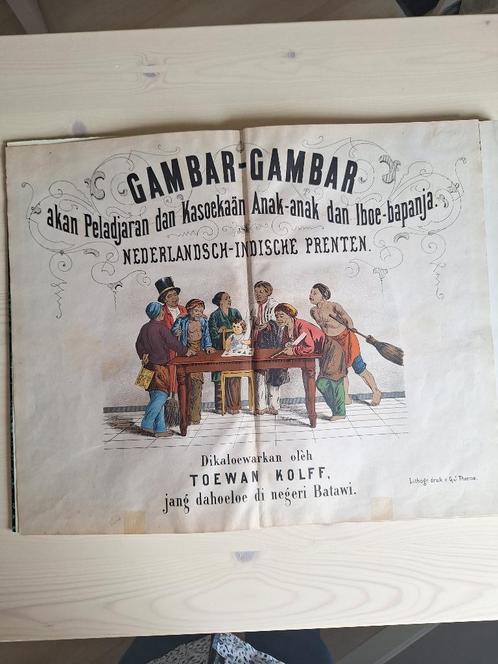 GAMBAR-GAMBAR
akan Peladjaran dan Kasoekaän Anak-anak dan Iboe-bapanja.
NEDERLANDSCH-INDISCHE PRENTEN.
Dikaloewarkan olèh
TOEWAN KOLFF,
jang dahoeloe di negeri Batawi.
Lithogr druk v. G.J Thieme.